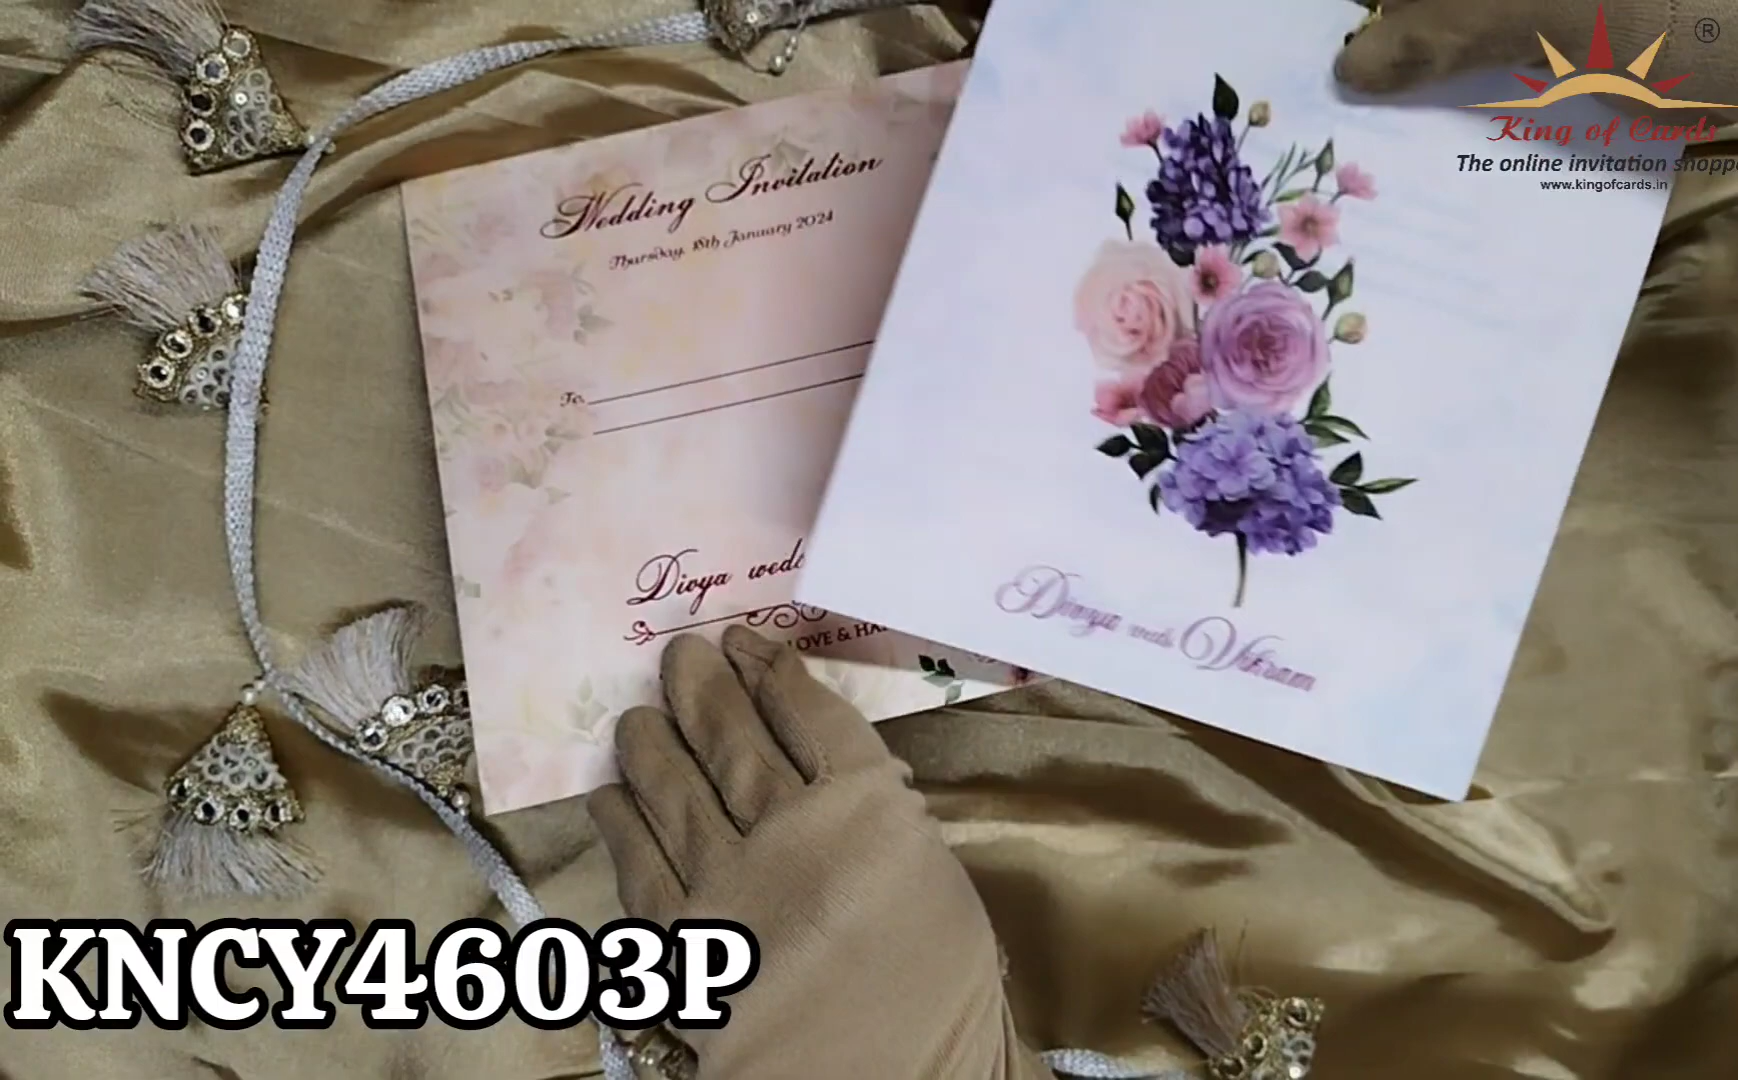 Wedding Invitation
Thursday, 18th January 2024
To,
Divya wed
LOVE & HA
Divya weds Vikram
®
King of Cards
The online invitation shopp
www.kingofcards.in
KNCY4603P